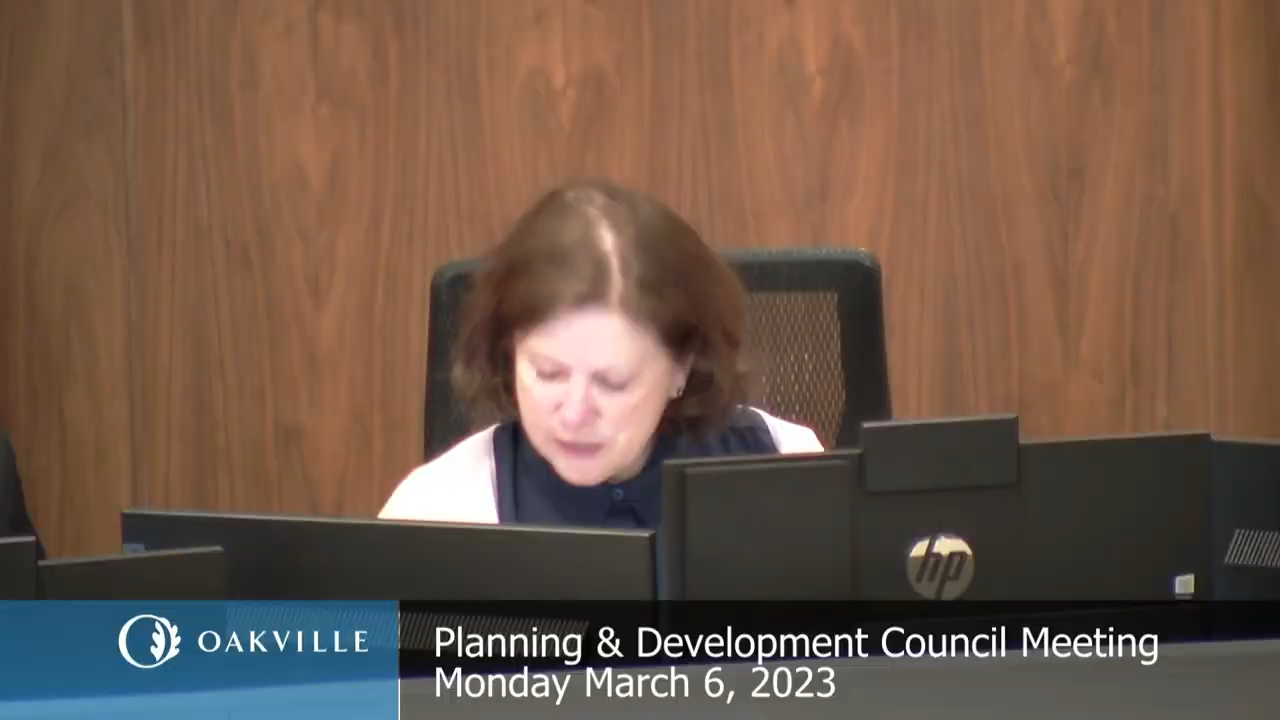 hp
OAKVILLE
Planning & Development Council Meeting
Monday March 6, 2023